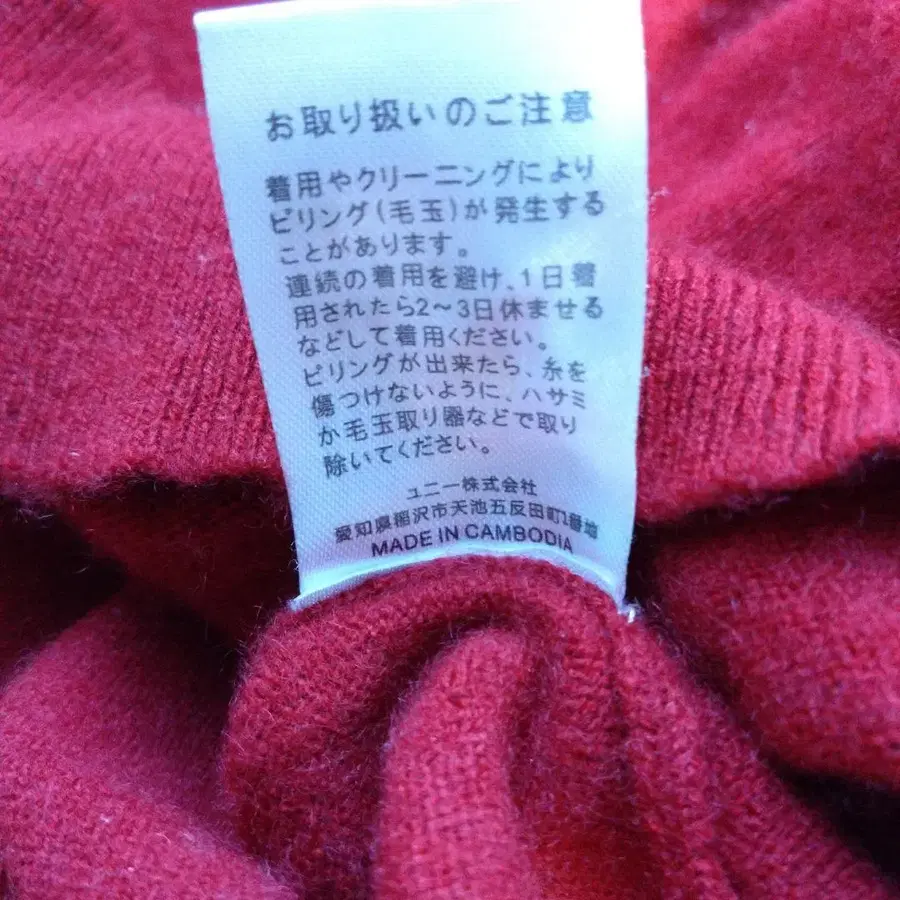 お取り扱いのご注意
着用やクリーニングにより
ピリング(毛玉)が発生する
ことがあります。
連続の着用を避け、1日着
用されたら2〜3日休ませる
などして着用ください。
ピリングが出来たら、糸を
傷つけないように、ハサミ
か毛玉取り器などで取り
除いてください。
ユニー株式会社
愛知県稲沢市天池五反田町1番地
MADE IN CAMBODIA